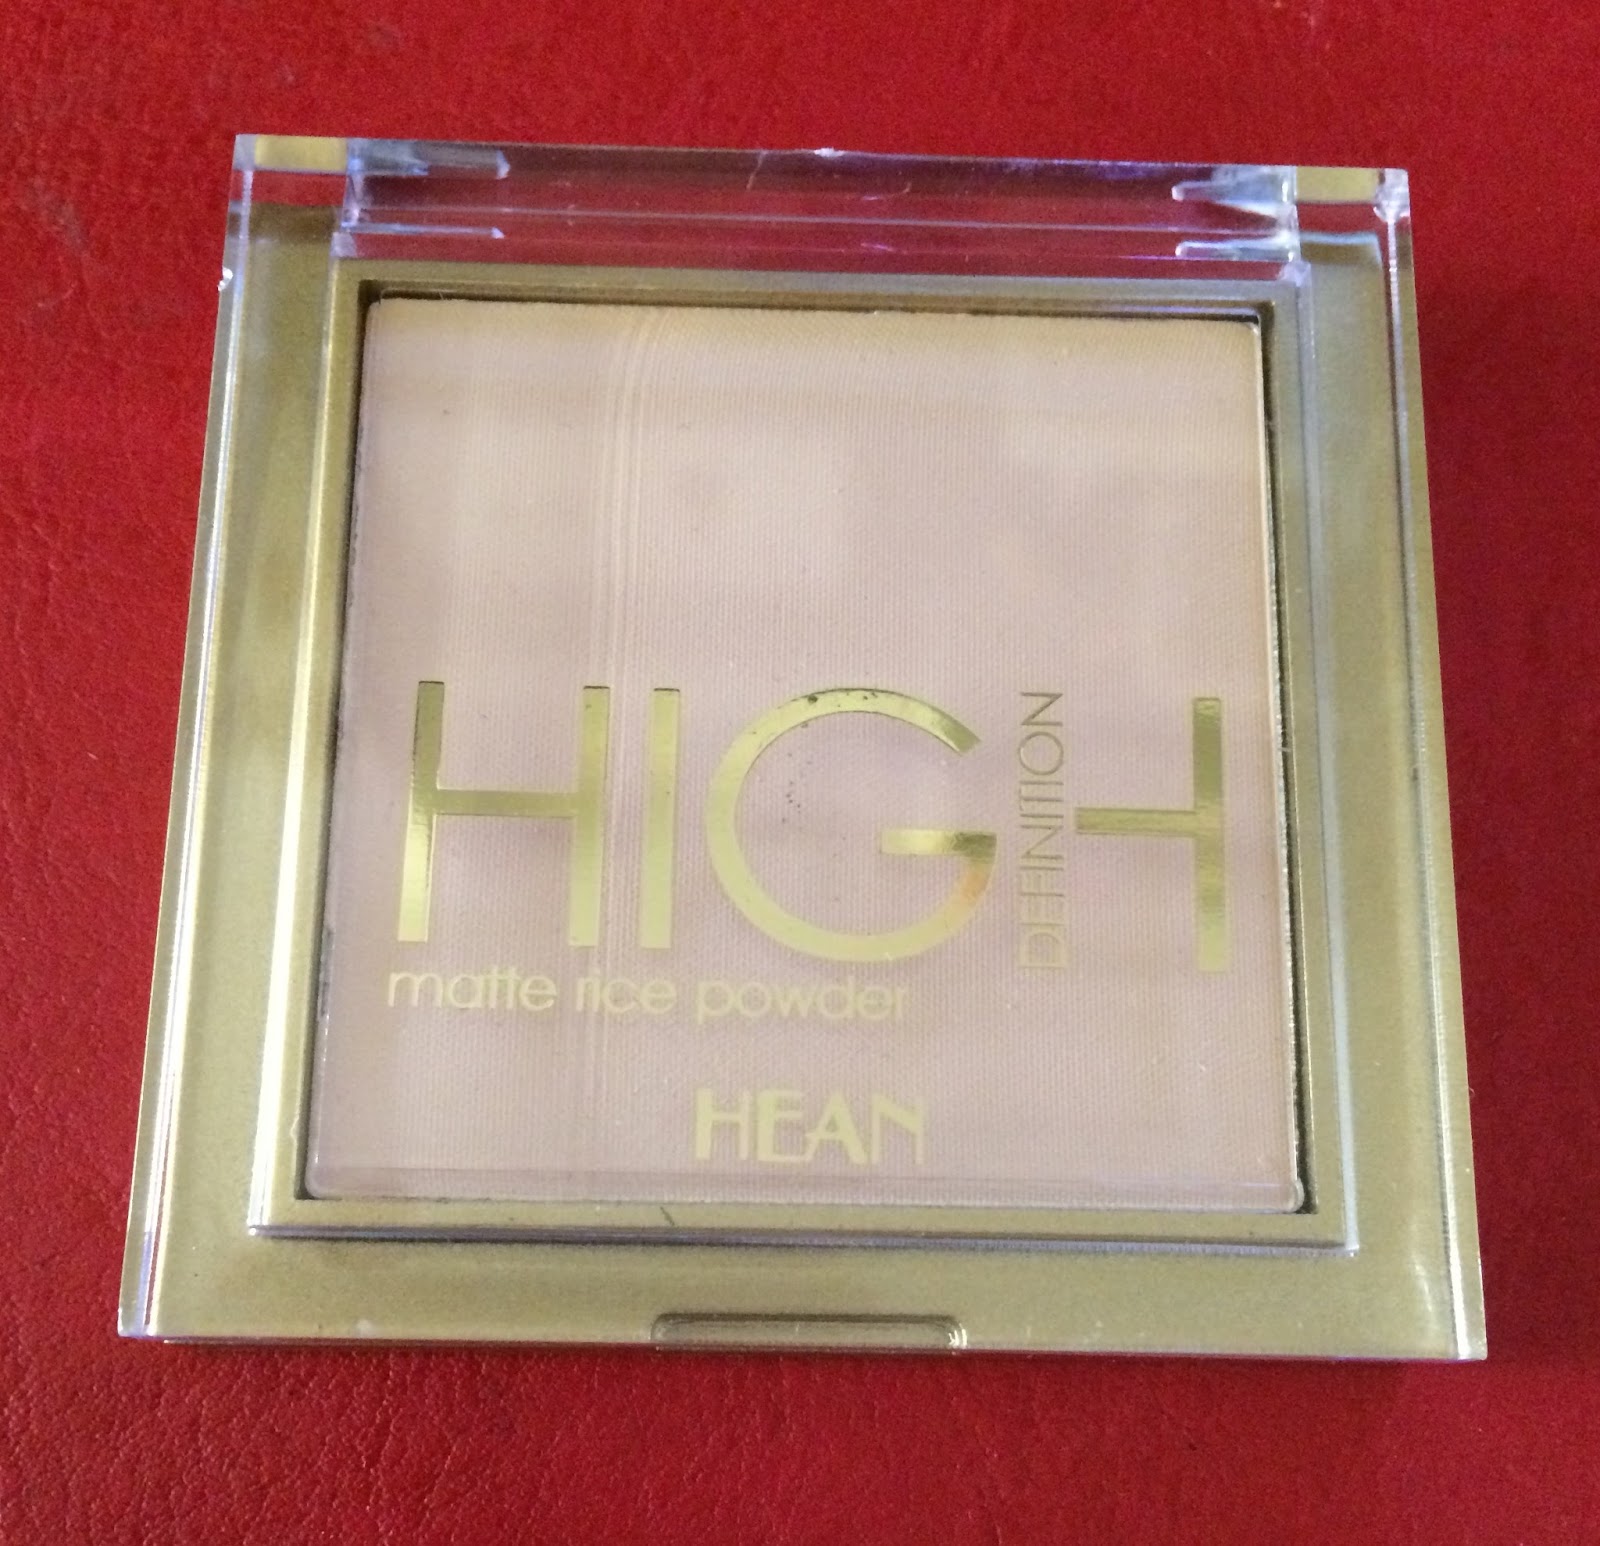 HIGH
DEFINITION
matte rice powder
HEAN